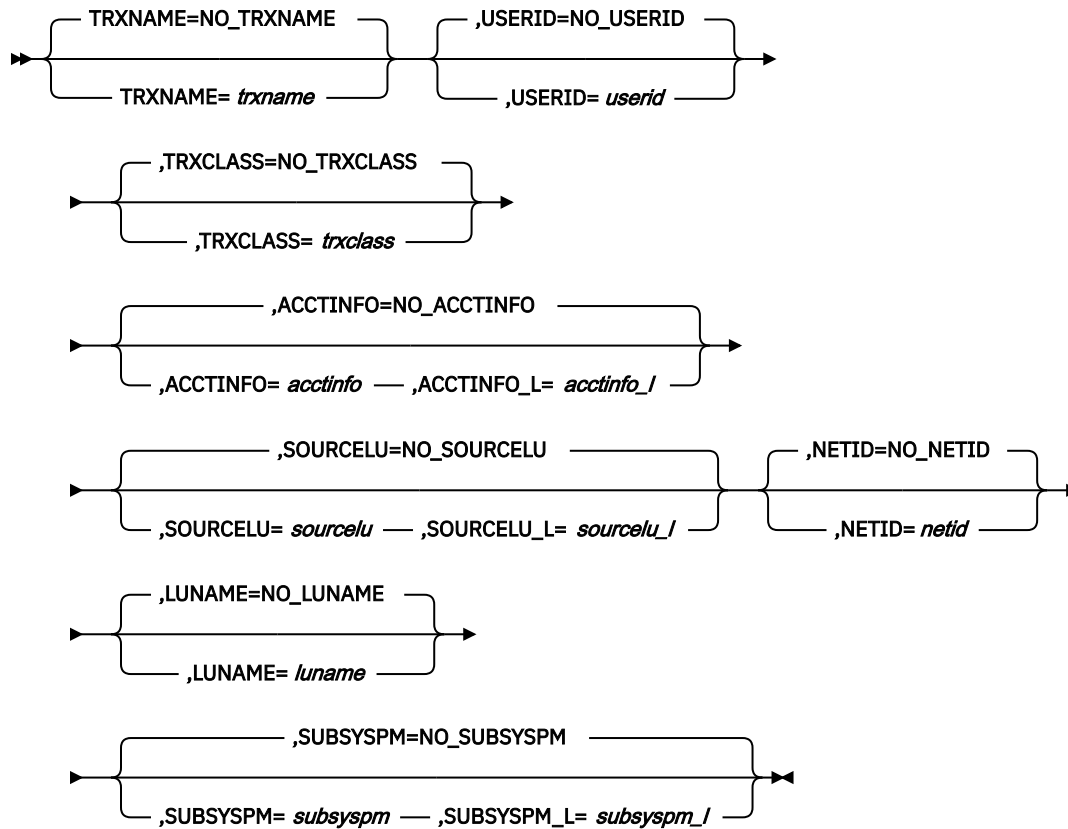 TRXNAME=NO_TRXNAME ,USERID=NO_USERID
TRXNAME= trxname ,USERID= userid
,TRXCLASS=NO_TRXCLASS
,TRXCLASS= trxclass
,ACCTINFO=NO_ACCTINFO
,ACCTINFO= acctinfo ,ACCTINFO_L= acctinfo_l
,SOURCELU=NO_SOURCELU ,NETID=NO_NETID
,SOURCELU= sourcelu ,SOURCELU_L= sourcelu_l ,NETID= netid
,LUNAME=NO_LUNAME
,LUNAME= luname
,SUBSYSPM=NO_SUBSYSPM
,SUBSYSPM= subsyspm ,SUBSYSPM_L= subsyspm_l